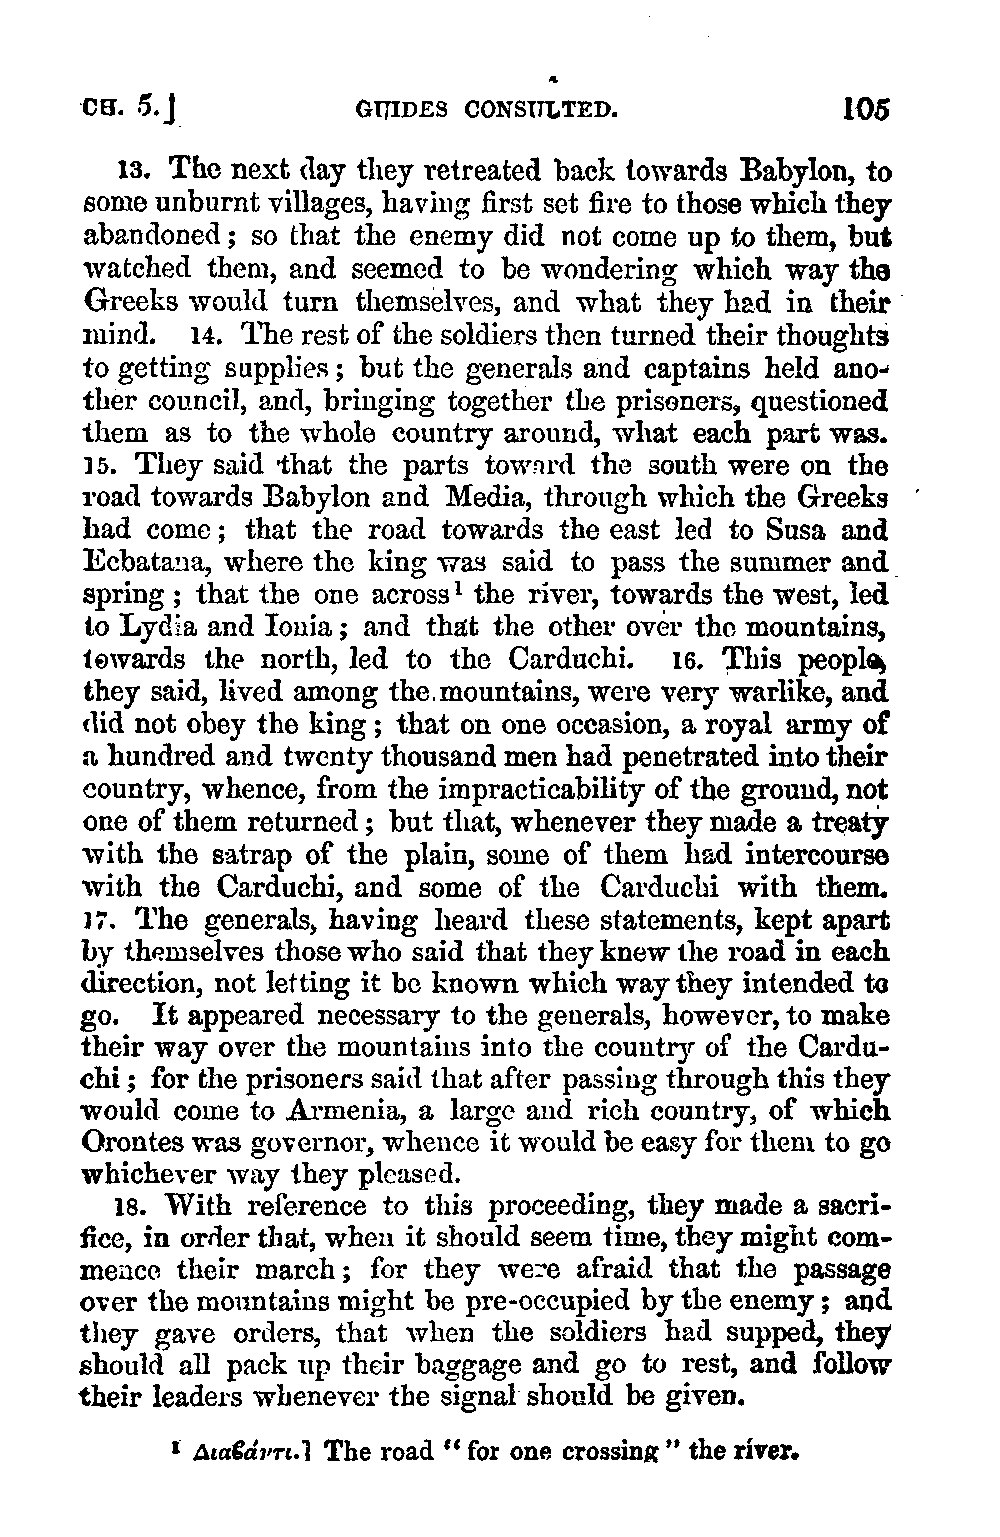 CH. 5.] GUIDES CONSULTED. 105
13. The next day they retreated back towards Babylon, to
some unburnt villages, having first set fire to those which they
abandoned; so that the enemy did not come up to them, but
watched them, and seemed to be wondering which way the
Greeks would turn themselves, and what they had in their
mind. 14. The rest of the soldiers then turned their thoughts
to getting supplies; but the generals and captains held ano-
ther council, and, bringing together the prisoners, questioned
them as to the whole country around, what each part was.
15. They said that the parts toward the south were on the
road towards Babylon and Media, through which the Greeks
had come; that the road towards the east led to Susa and
Ecbatana, where the king was said to pass the summer and
spring; that the one across¹ the river, towards the west, led
to Lydia and Ionia; and that the other over the mountains,
towards the north, led to the Carduchi. 16. This people,
they said, lived among the mountains, were very warlike, and
did not obey the king; that on one occasion, a royal army of
a hundred and twenty thousand men had penetrated into their
country, whence, from the impracticability of the ground, not
one of them returned; but that, whenever they made a treaty
with the satrap of the plain, some of them had intercourse
with the Carduchi, and some of the Carduchi with them.
17. The generals, having heard these statements, kept apart
by themselves those who said that they knew the road in each
direction, not letting it be known which way they intended to
go. It appeared necessary to the generals, however, to make
their way over the mountains into the country of the Cardu-
chi; for the prisoners said that after passing through this they
would come to Armenia, a large and rich country, of which
Orontes was governor, whence it would be easy for them to go
whichever way they pleased.
18. With reference to this proceeding, they made a sacri-
fice, in order that, when it should seem time, they might com-
mence their march; for they were afraid that the passage
over the mountains might be pre-occupied by the enemy; and
they gave orders, that when the soldiers had supped, they
should all pack up their baggage and go to rest, and follow
their leaders whenever the signal should be given.
¹ Διαϐάντι.] The road "for one crossing" the river.